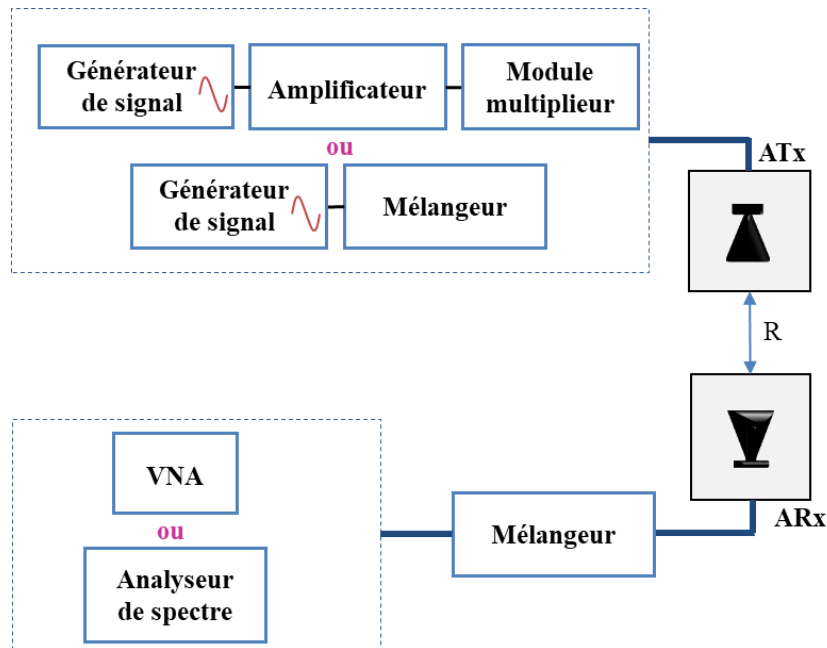 Générateur
de signal
Amplificateur
Module
multiplieur
ou
Générateur
de signal
Mélangeur
ATx
R
ARx
Mélangeur
VNA
ou
Analyseur
de spectre